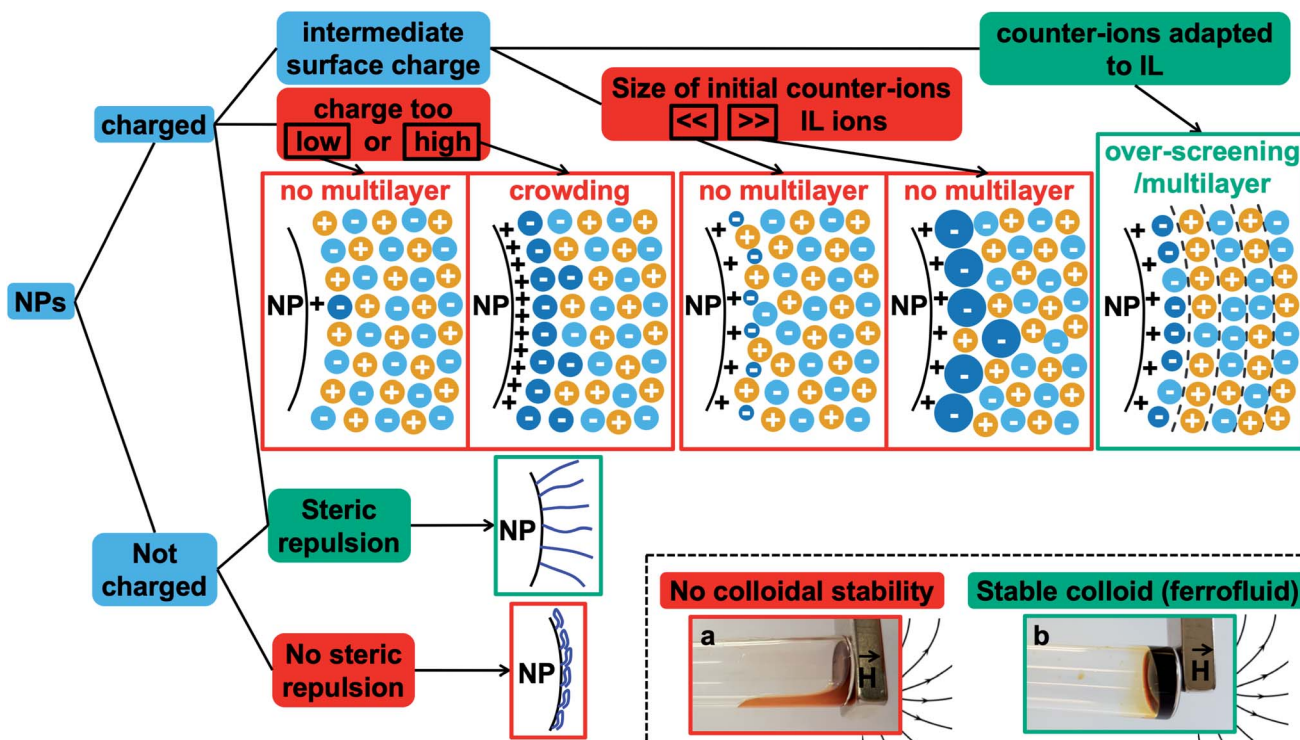 intermediate
surface charge
counter-ions adapted
to IL
charged
charge too
low or high
Size of initial counter-ions
<< >> IL ions
no multilayer
crowding
no multilayer
no multilayer
over-screening
/multilayer
NPs
NP
NP
NP
NP
NP
Steric
repulsion
NP
Not
charged
No steric
repulsion
NP
No colloidal stability
Stable colloid (ferrofluid)
a
H
b
H